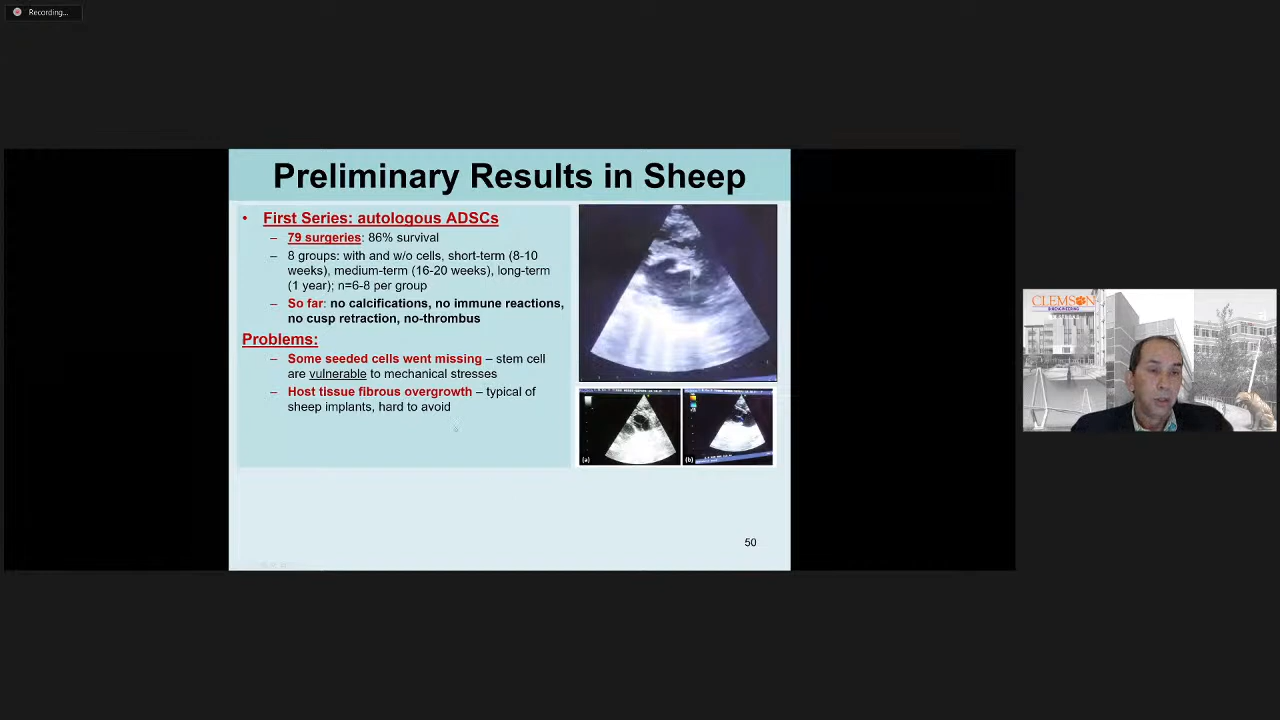 Recording...
Preliminary Results in Sheep
• First Series: autologous ADSCs
– 79 surgeries: 86% survival
– 8 groups: with and w/o cells, short-term (8-10
weeks), medium-term (16-20 weeks), long-term
(1 year); n=6-8 per group
– So far: no calcifications, no immune reactions,
no cusp retraction, no-thrombus
Problems:
– Some seeded cells went missing – stem cell
are vulnerable to mechanical stresses
– Host tissue fibrous overgrowth – typical of
sheep implants, hard to avoid
(a)
(b)
50
CLEMSON
BIOENGINEERING